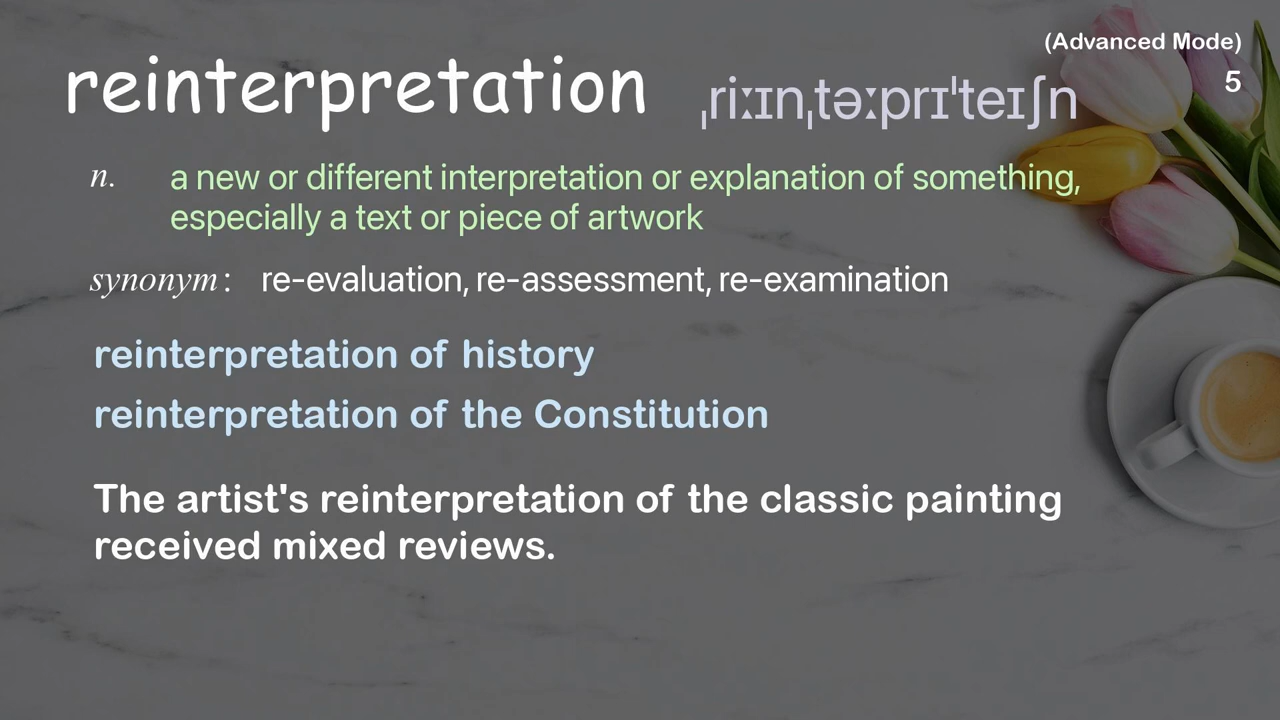 (Advanced Mode)
5
reinterpretation ˌriːɪnˌtəːprɪˈteɪʃn
n. a new or different interpretation or explanation of something,
especially a text or piece of artwork
synonym: re-evaluation, re-assessment, re-examination
reinterpretation of history
reinterpretation of the Constitution
The artist's reinterpretation of the classic painting
received mixed reviews.